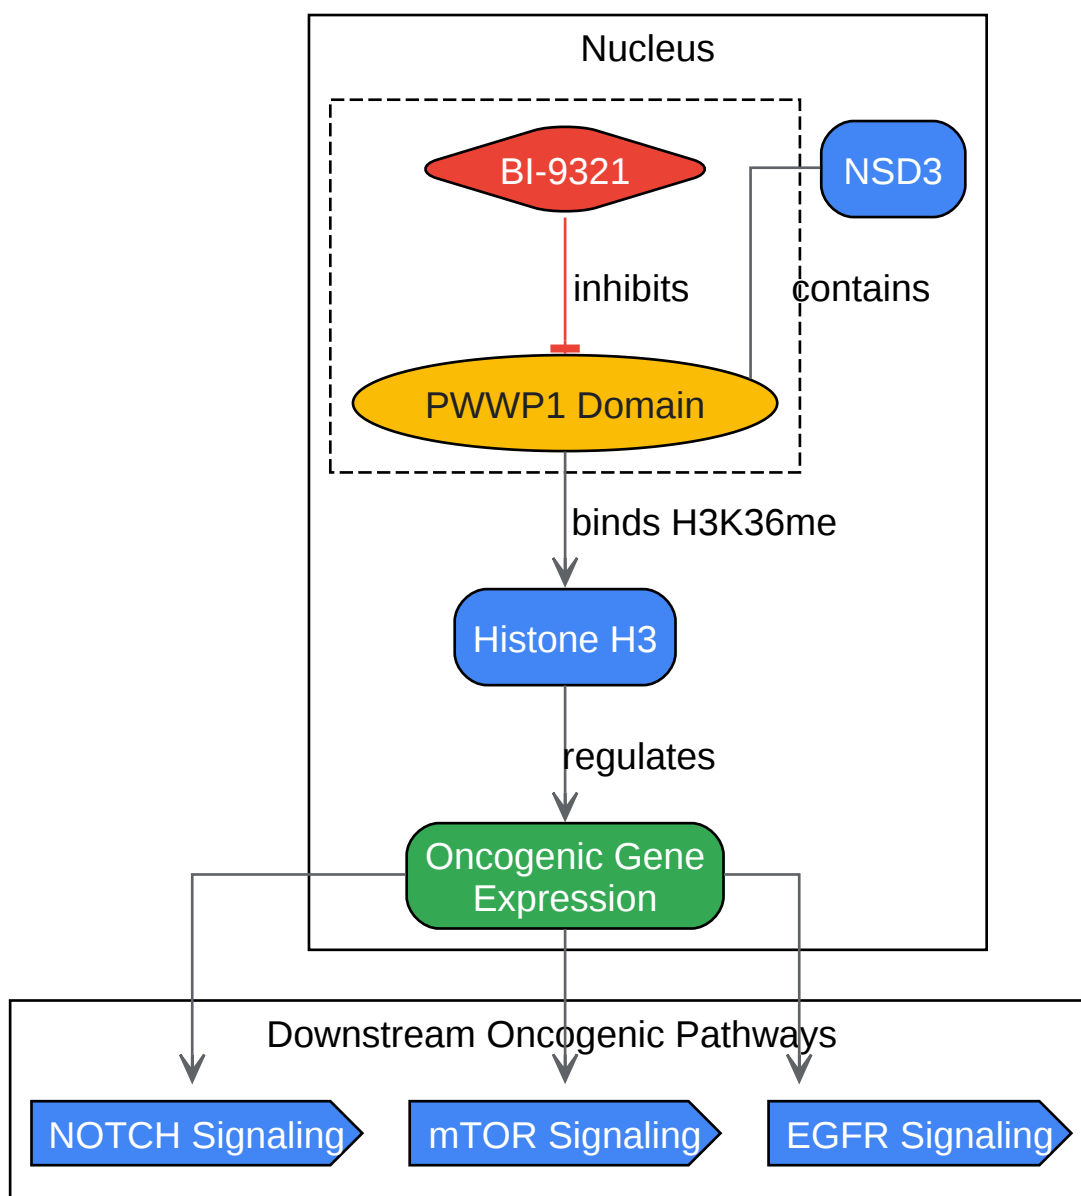 Nucleus
BI-9321
NSD3
inhibits
contains
PWWP1 Domain
binds H3K36me
Histone H3
regulates
Oncogenic Gene
Expression
Downstream Oncogenic Pathways
NOTCH Signaling
mTOR Signaling
EGFR Signaling